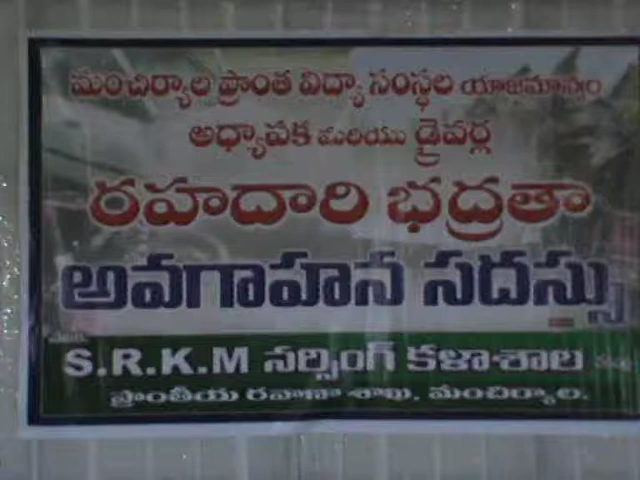 మంచిర్యాల ప్రాంత విద్యా సంస్థల యాజమాన్యం
అధ్యాపక మరియు డ్రైవర్ల
రహదారి భద్రతా
అవగాహన సదస్సు
S.R.K.M నర్సింగ్ కళాశాల
ప్రాంతీయ రవాణా శాఖ, మంచిర్యాల.